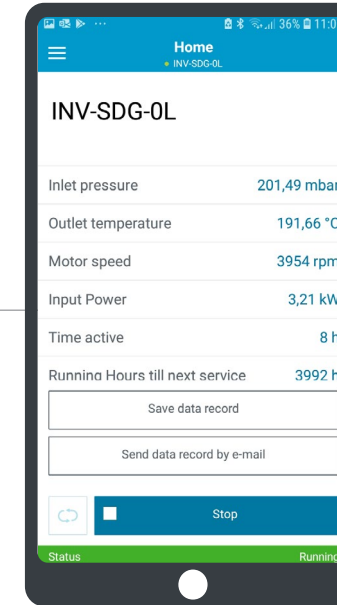 36% 11:0
Home
INV-SDG-0L
INV-SDG-0L
Inlet pressure 201,49 mbar
Outlet temperature 191,66 °C
Motor speed 3954 rpm
Input Power 3,21 kW
Time active 8 h
Running Hours till next service 3992 h
Save data record
Send data record by e-mail
Stop
Status Running